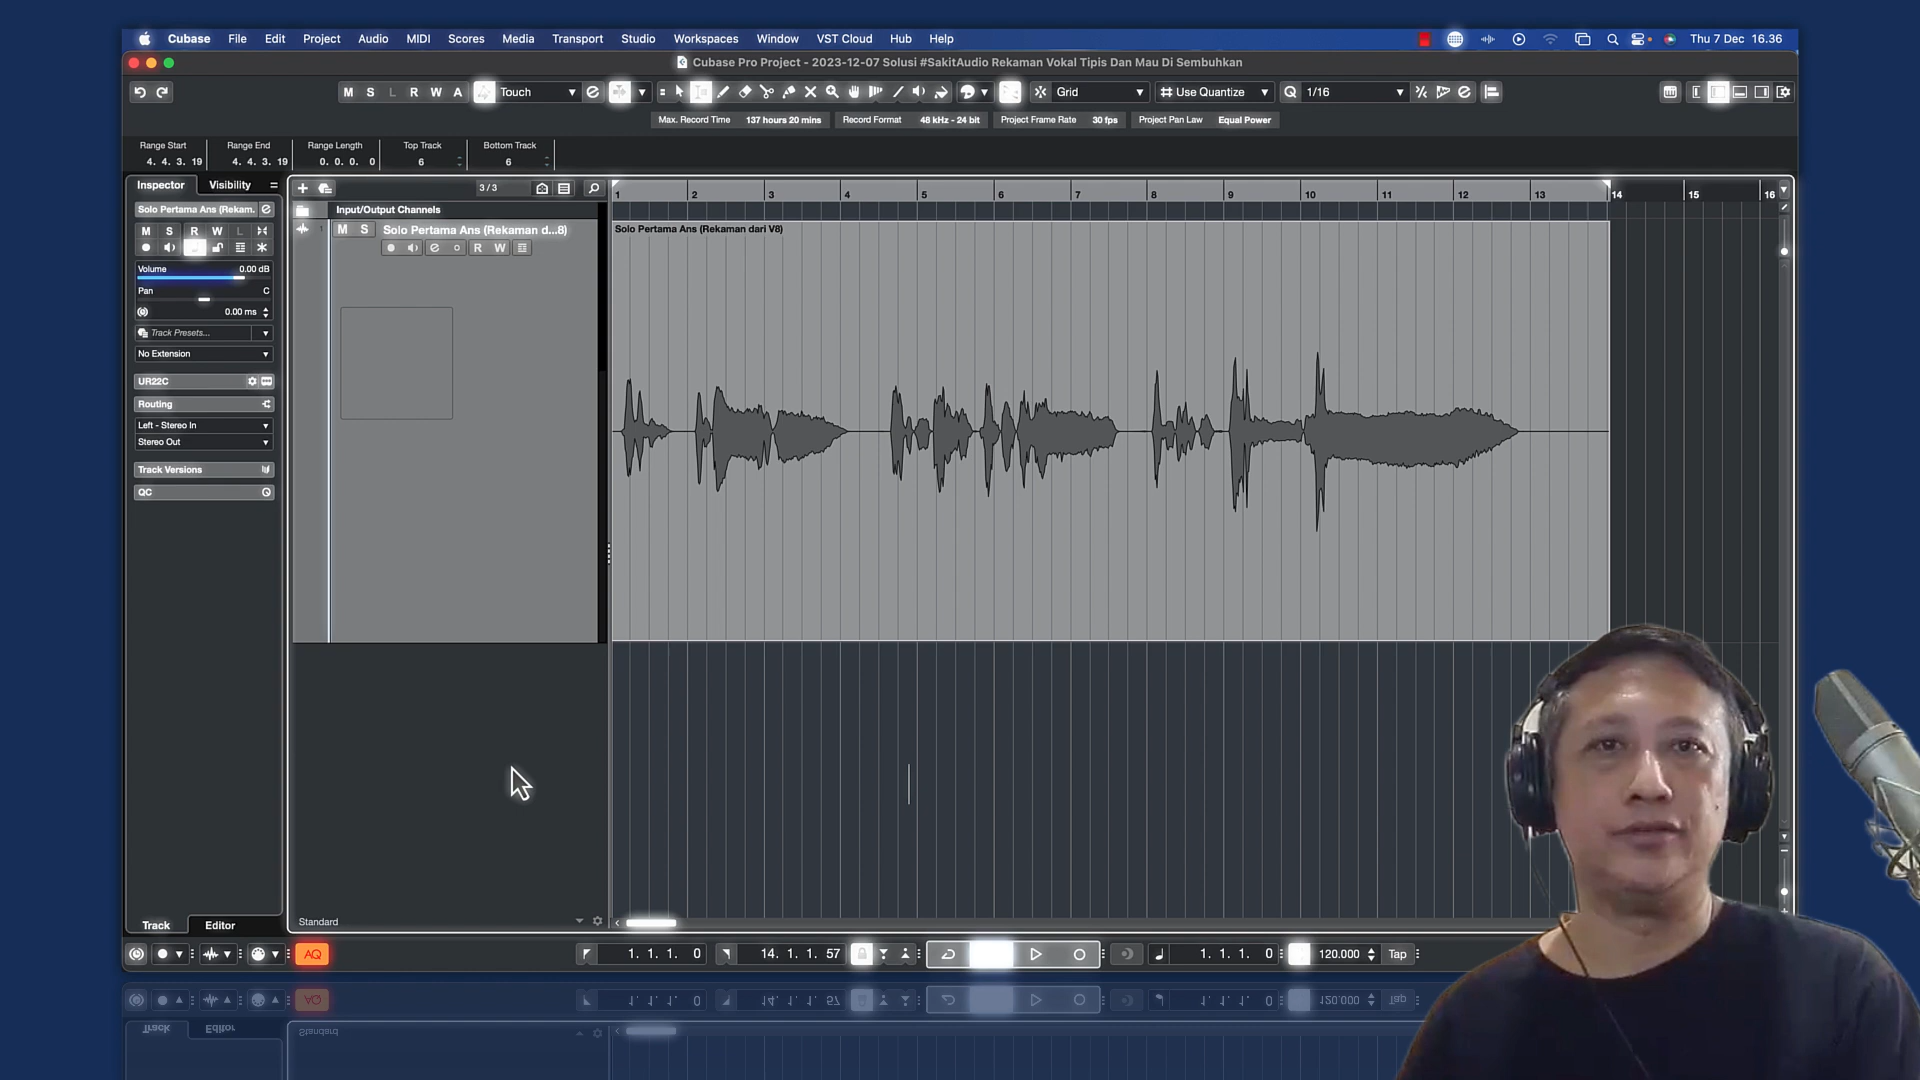 Cubase File Edit Project Audio MIDI Scores Media Transport Studio Workspaces Window VST Cloud Hub Help Thu 7 Dec 16.36
Cubase Pro Project - 2023-12-07 Solusi #SakitAudio Rekaman Vokal Tipis Dan Mau Di Sembuhkan
M S L R W A Touch Grid Use Quantize Q 1/16
Max. Record Time 137 hours 20 mins Record Format 48 kHz - 24 bit Project Frame Rate 30 fps Project Pan Law Equal Power
Range Start Range End Range Length Top Track Bottom Track
4. 4. 3. 19 4. 4. 3. 19 0. 0. 0. 0 6 6
Inspector Visibility 3/3 1 2 3 4 5 6 7 8 9 10 11 12 13 14 15 16
Solo Pertama Ans (Rekam. Input/Output Channels
M S R W L 1 M S Solo Pertama Ans (Rekaman d...8) Solo Pertama Ans (Rekaman dari V8)
R W
Volume 0.00 dB
Pan C
0.00 ms
Track Presets...
No Extension
UR22C
Routing
Left - Stereo In
Stereo Out
Track Versions
QC
Track Editor Standard
AQ 1. 1. 1. 0 14. 1. 1. 57 1. 1. 1. 0 120.000 Tap